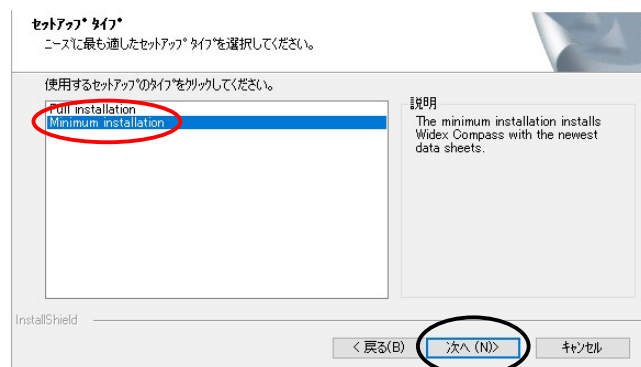 セットアップ タイプ
ニーズに最も適したセットアップ タイプを選択してください。
使用するセットアップのタイプをクリックしてください。
Full installation
Minimum installation
説明
The minimum installation installs
Widex Compass with the newest
data sheets.
InstallShield
< 戻る(B)
次へ (N)>
キャンセル